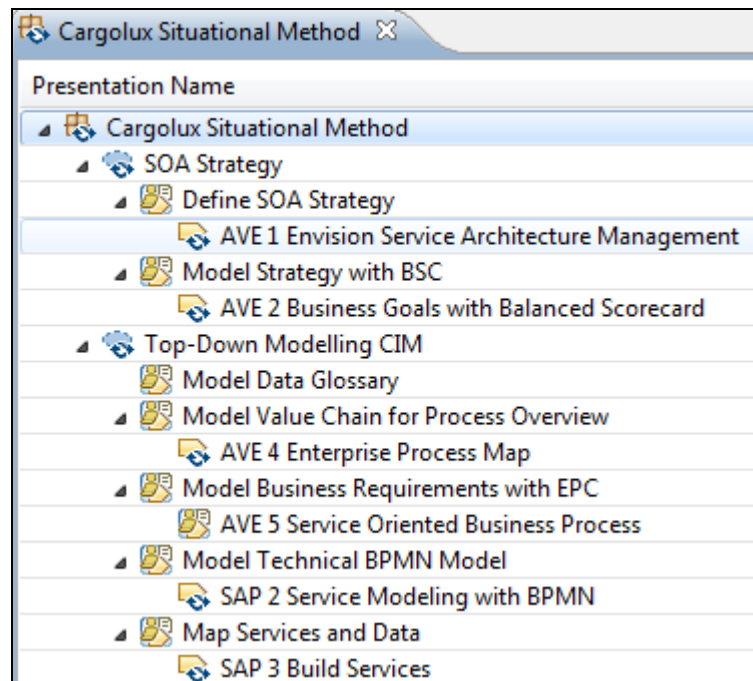 Cargolux Situational Method
Presentation Name
Cargolux Situational Method
SOA Strategy
Define SOA Strategy
AVE 1 Envision Service Architecture Management
Model Strategy with BSC
AVE 2 Business Goals with Balanced Scorecard
Top-Down Modelling CIM
Model Data Glossary
Model Value Chain for Process Overview
AVE 4 Enterprise Process Map
Model Business Requirements with EPC
AVE 5 Service Oriented Business Process
Model Technical BPMN Model
SAP 2 Service Modeling with BPMN
Map Services and Data
SAP 3 Build Services